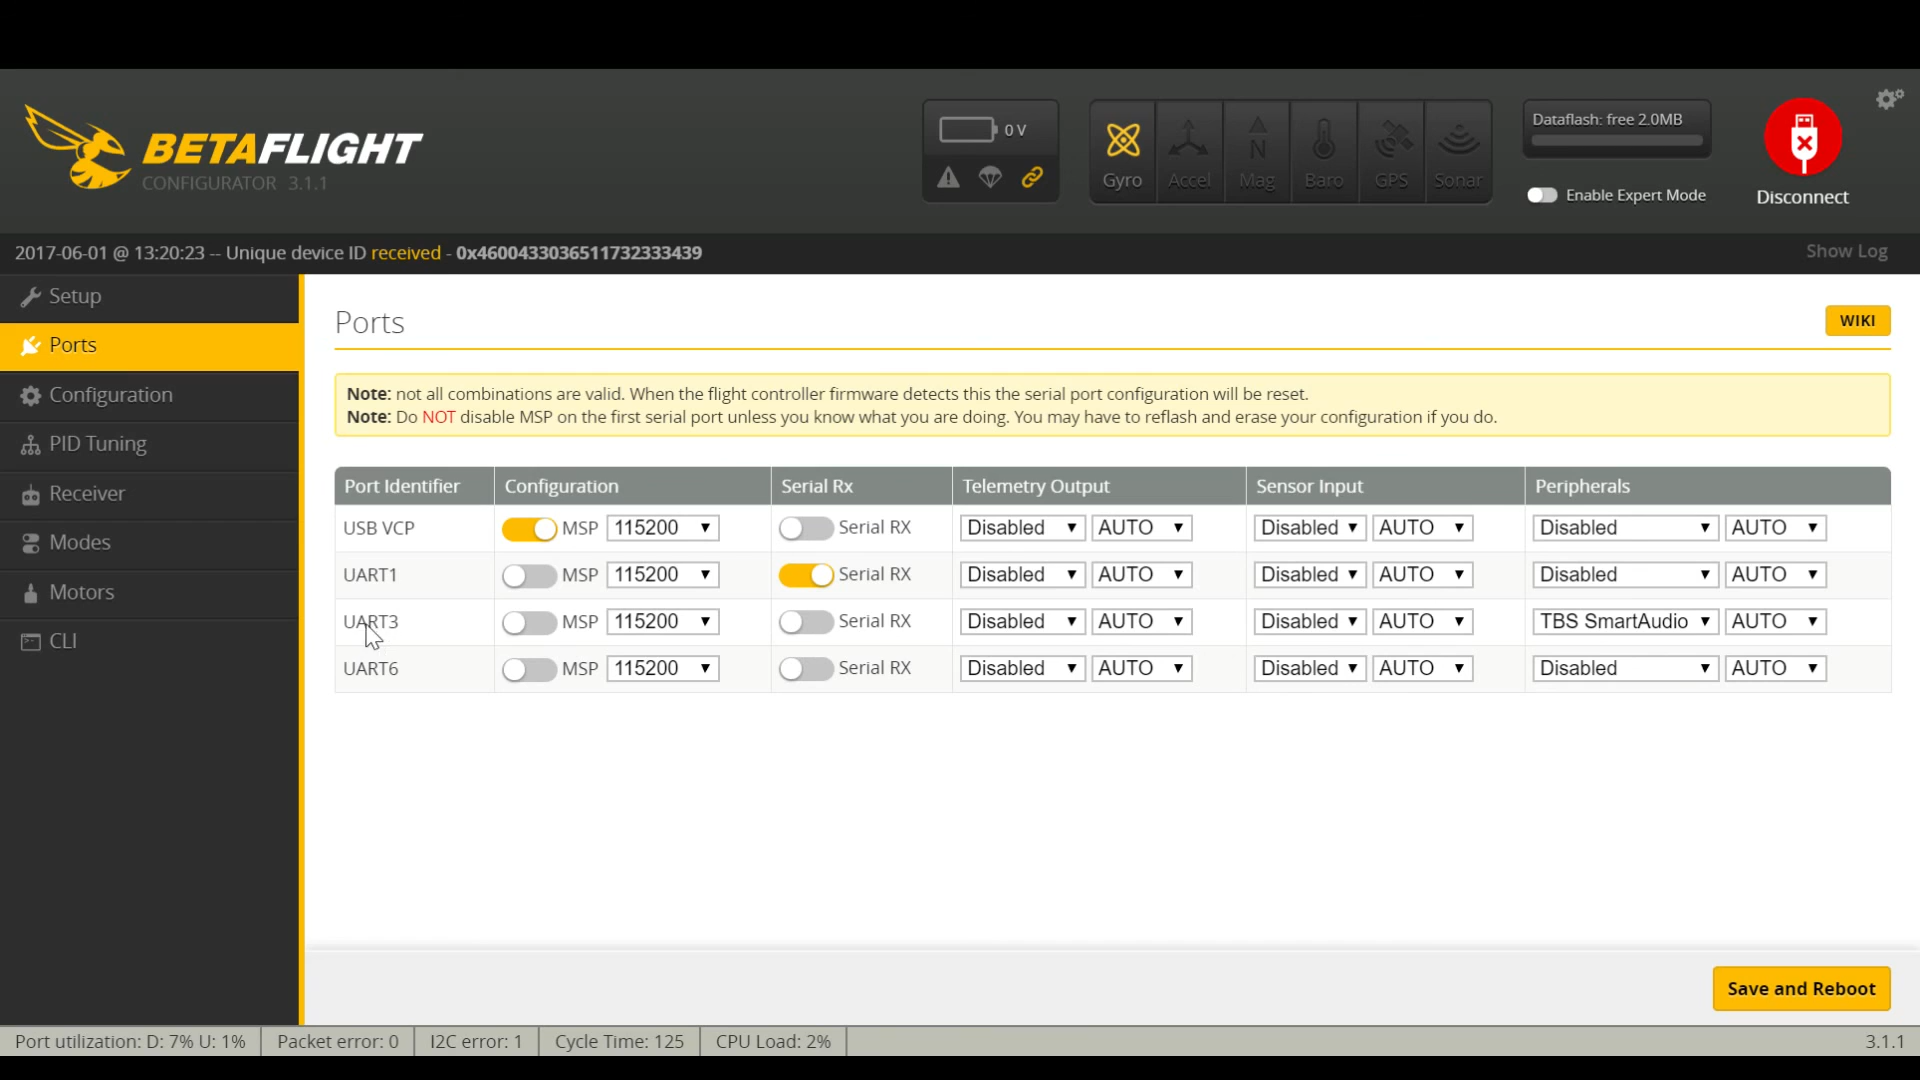 BETAFLIGHT
CONFIGURATOR 3.1.1
0 V
Gyro
Accel
Mag
Baro
GPS
Sonar
N
Dataflash: free 2.0MB
Enable Expert Mode
Disconnect
2017-06-01 @ 13:20:23 -- Unique device ID received - 0x4600433036511732333439
Show Log
Setup
Ports
Configuration
PID Tuning
Receiver
Modes
Motors
CLI
Ports
WIKI
Note: not all combinations are valid. When the flight controller firmware detects this the serial port configuration will be reset.
Note: Do NOT disable MSP on the first serial port unless you know what you are doing. You may have to reflash and erase your configuration if you do.
Port Identifier Configuration Serial Rx Telemetry Output Sensor Input Peripherals
USB VCP MSP 115200 Serial RX Disabled AUTO Disabled AUTO Disabled AUTO
UART1 MSP 115200 Serial RX Disabled AUTO Disabled AUTO Disabled AUTO
UART3 MSP 115200 Serial RX Disabled AUTO Disabled AUTO TBS SmartAudio AUTO
UART6 MSP 115200 Serial RX Disabled AUTO Disabled AUTO Disabled AUTO
Save and Reboot
Port utilization: D: 7% U: 1% Packet error: 0 I2C error: 1 Cycle Time: 125 CPU Load: 2% 3.1.1